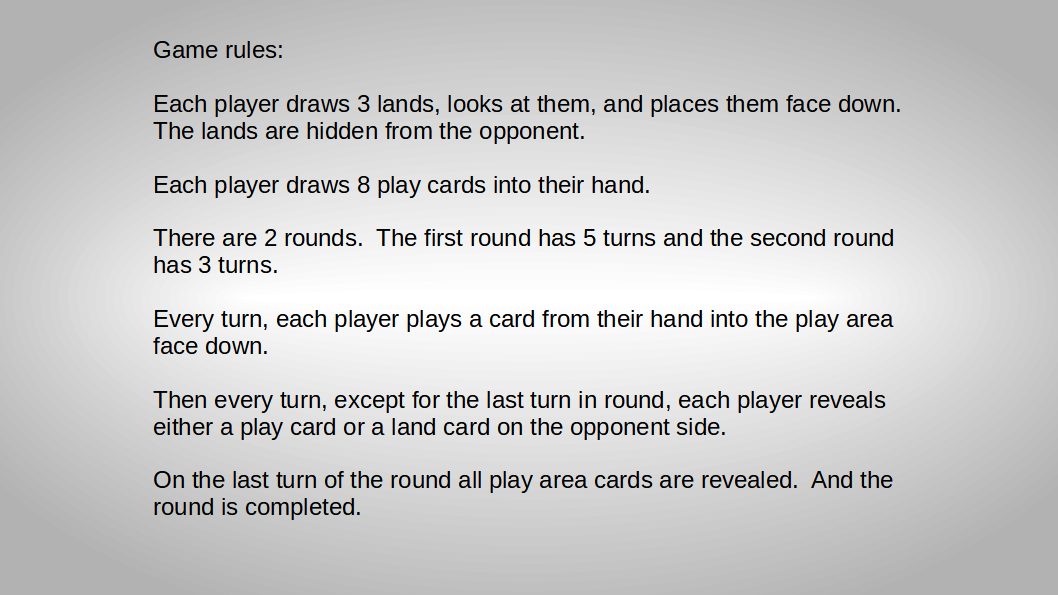 Game rules:
Each player draws 3 lands, looks at them, and places them face down.
The lands are hidden from the opponent.
Each player draws 8 play cards into their hand.
There are 2 rounds.  The first round has 5 turns and the second round
has 3 turns.
Every turn, each player plays a card from their hand into the play area
face down.
Then every turn, except for the last turn in round, each player reveals
either a play card or a land card on the opponent side.
On the last turn of the round all play area cards are revealed.  And the
round is completed.